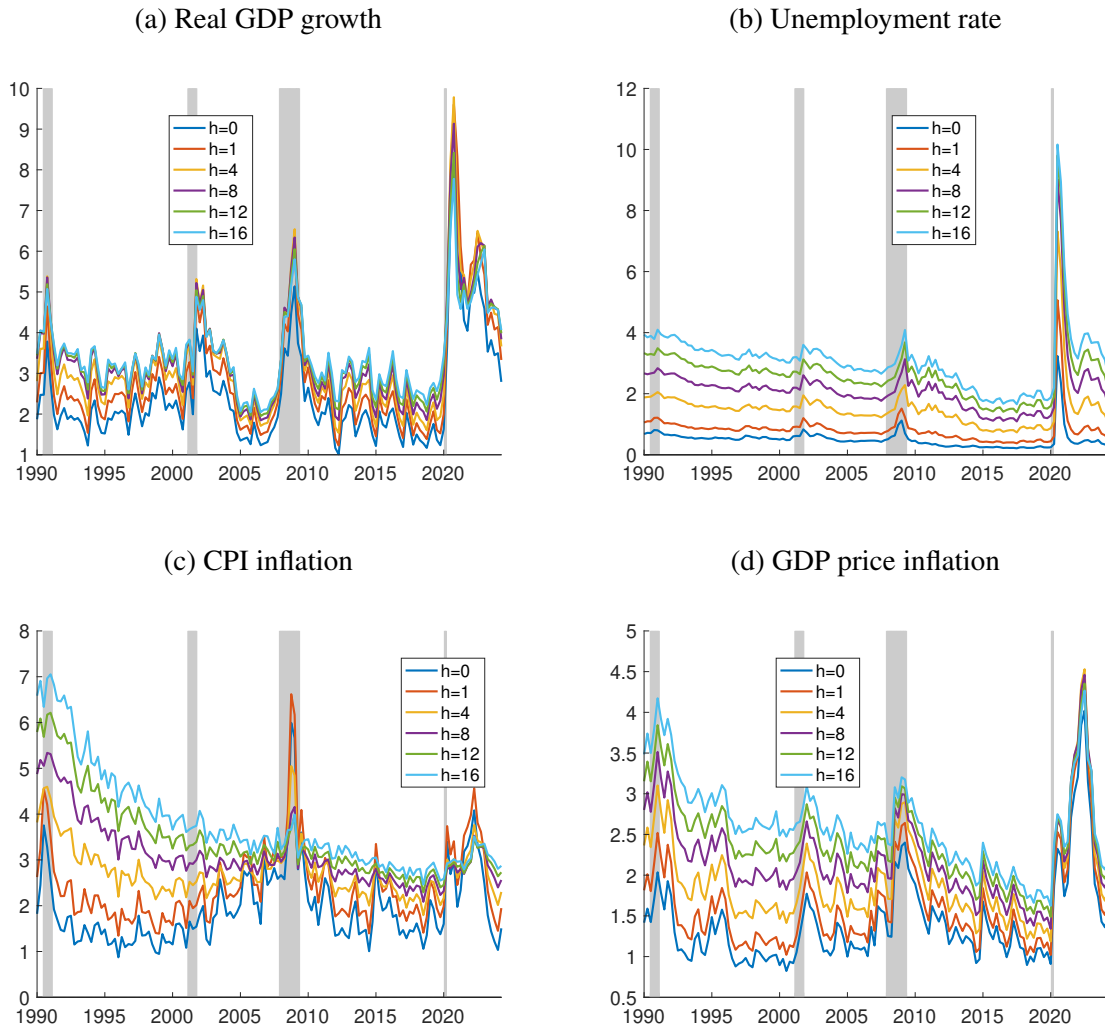 (a) Real GDP growth
10
9
8
7
6
5
4
3
2
1
h=0
h=1
h=4
h=8
h=12
h=16
1990 1995 2000 2005 2010 2015 2020
(b) Unemployment rate
12
10
8
6
4
2
0
h=0
h=1
h=4
h=8
h=12
h=16
1990 1995 2000 2005 2010 2015 2020
(c) CPI inflation
8
7
6
5
4
3
2
1
0
h=0
h=1
h=4
h=8
h=12
h=16
1990 1995 2000 2005 2010 2015 2020
(d) GDP price inflation
5
4.5
4
3.5
3
2.5
2
1.5
1
0.5
h=0
h=1
h=4
h=8
h=12
h=16
1990 1995 2000 2005 2010 2015 2020